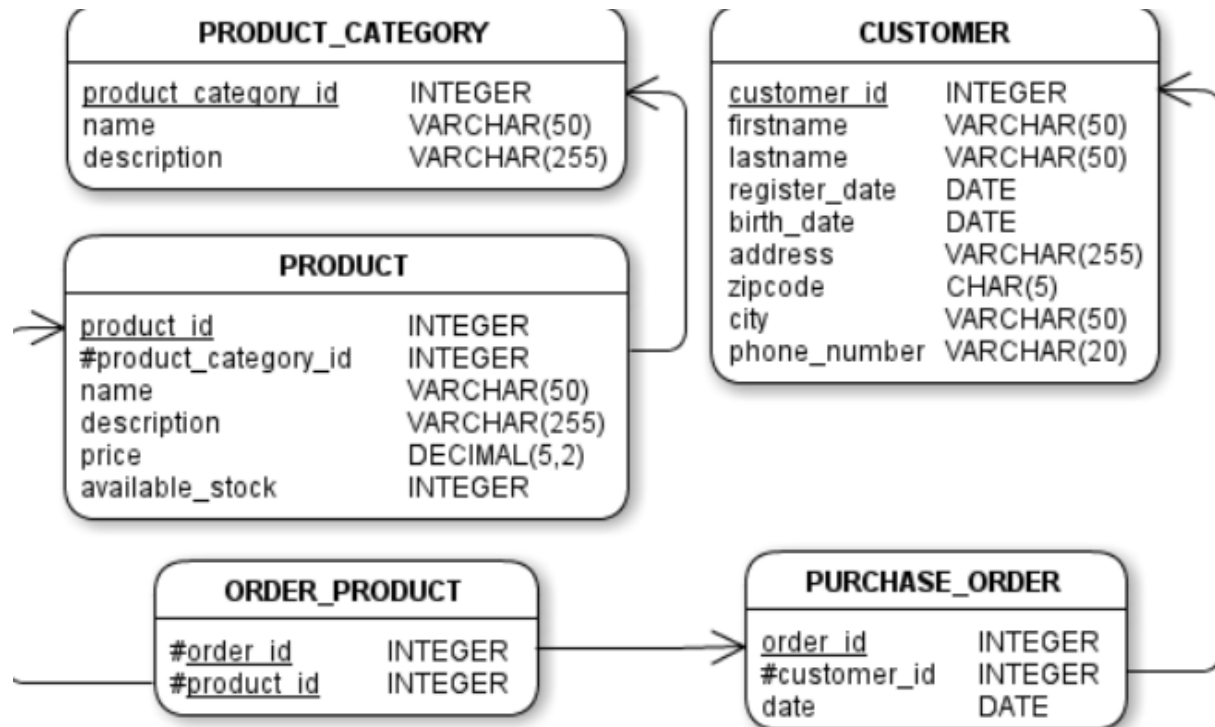 PRODUCT_CATEGORY
product_category_id INTEGER
name VARCHAR(50)
description VARCHAR(255)
CUSTOMER
customer_id INTEGER
firstname VARCHAR(50)
lastname VARCHAR(50)
register_date DATE
birth_date DATE
address VARCHAR(255)
zipcode CHAR(5)
city VARCHAR(50)
phone_number VARCHAR(20)
PRODUCT
product_id INTEGER
#product_category_id INTEGER
name VARCHAR(50)
description VARCHAR(255)
price DECIMAL(5,2)
available_stock INTEGER
ORDER_PRODUCT
#order_id INTEGER
#product_id INTEGER
PURCHASE_ORDER
order_id INTEGER
#customer_id INTEGER
date DATE